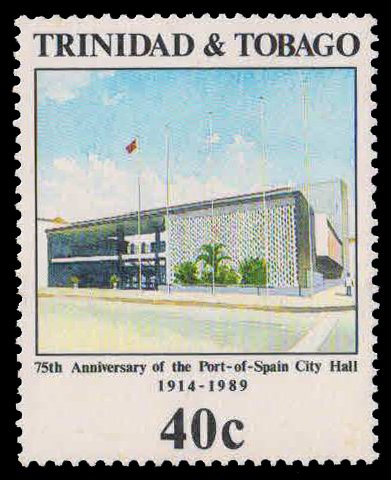 TRINIDAD & TOBAGO
75th Anniversary of the Port-of-Spain City Hall
1914-1989
40c